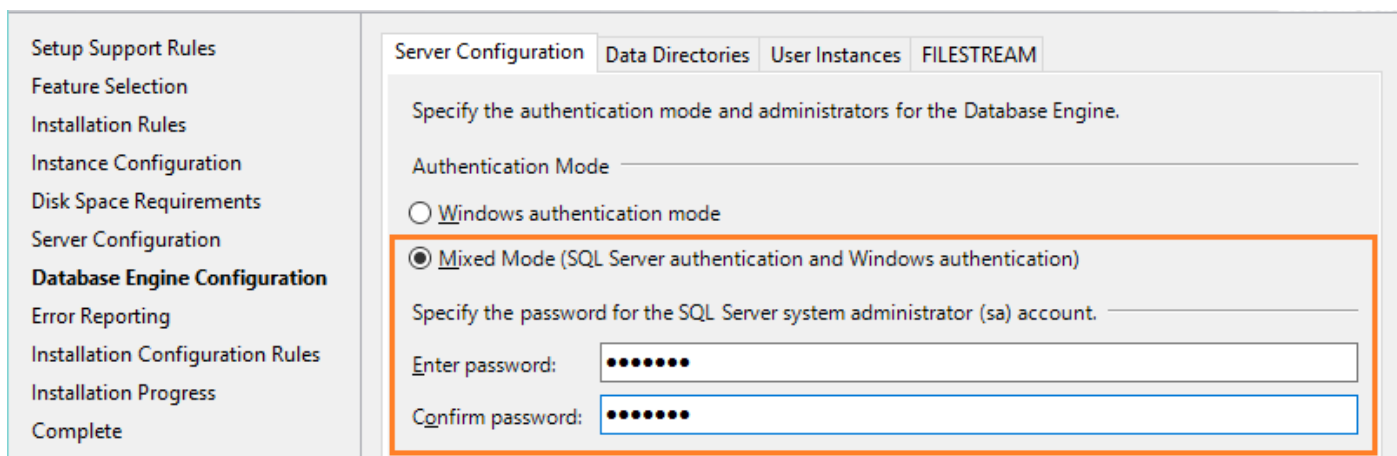 Setup Support Rules
Feature Selection
Installation Rules
Instance Configuration
Disk Space Requirements
Server Configuration
Database Engine Configuration
Error Reporting
Installation Configuration Rules
Installation Progress
Complete
Server Configuration Data Directories User Instances FILESTREAM
Specify the authentication mode and administrators for the Database Engine.
Authentication Mode
Windows authentication mode
Mixed Mode (SQL Server authentication and Windows authentication)
Specify the password for the SQL Server system administrator (sa) account.
Enter password: ●●●●●●●
Confirm password: ●●●●●●●